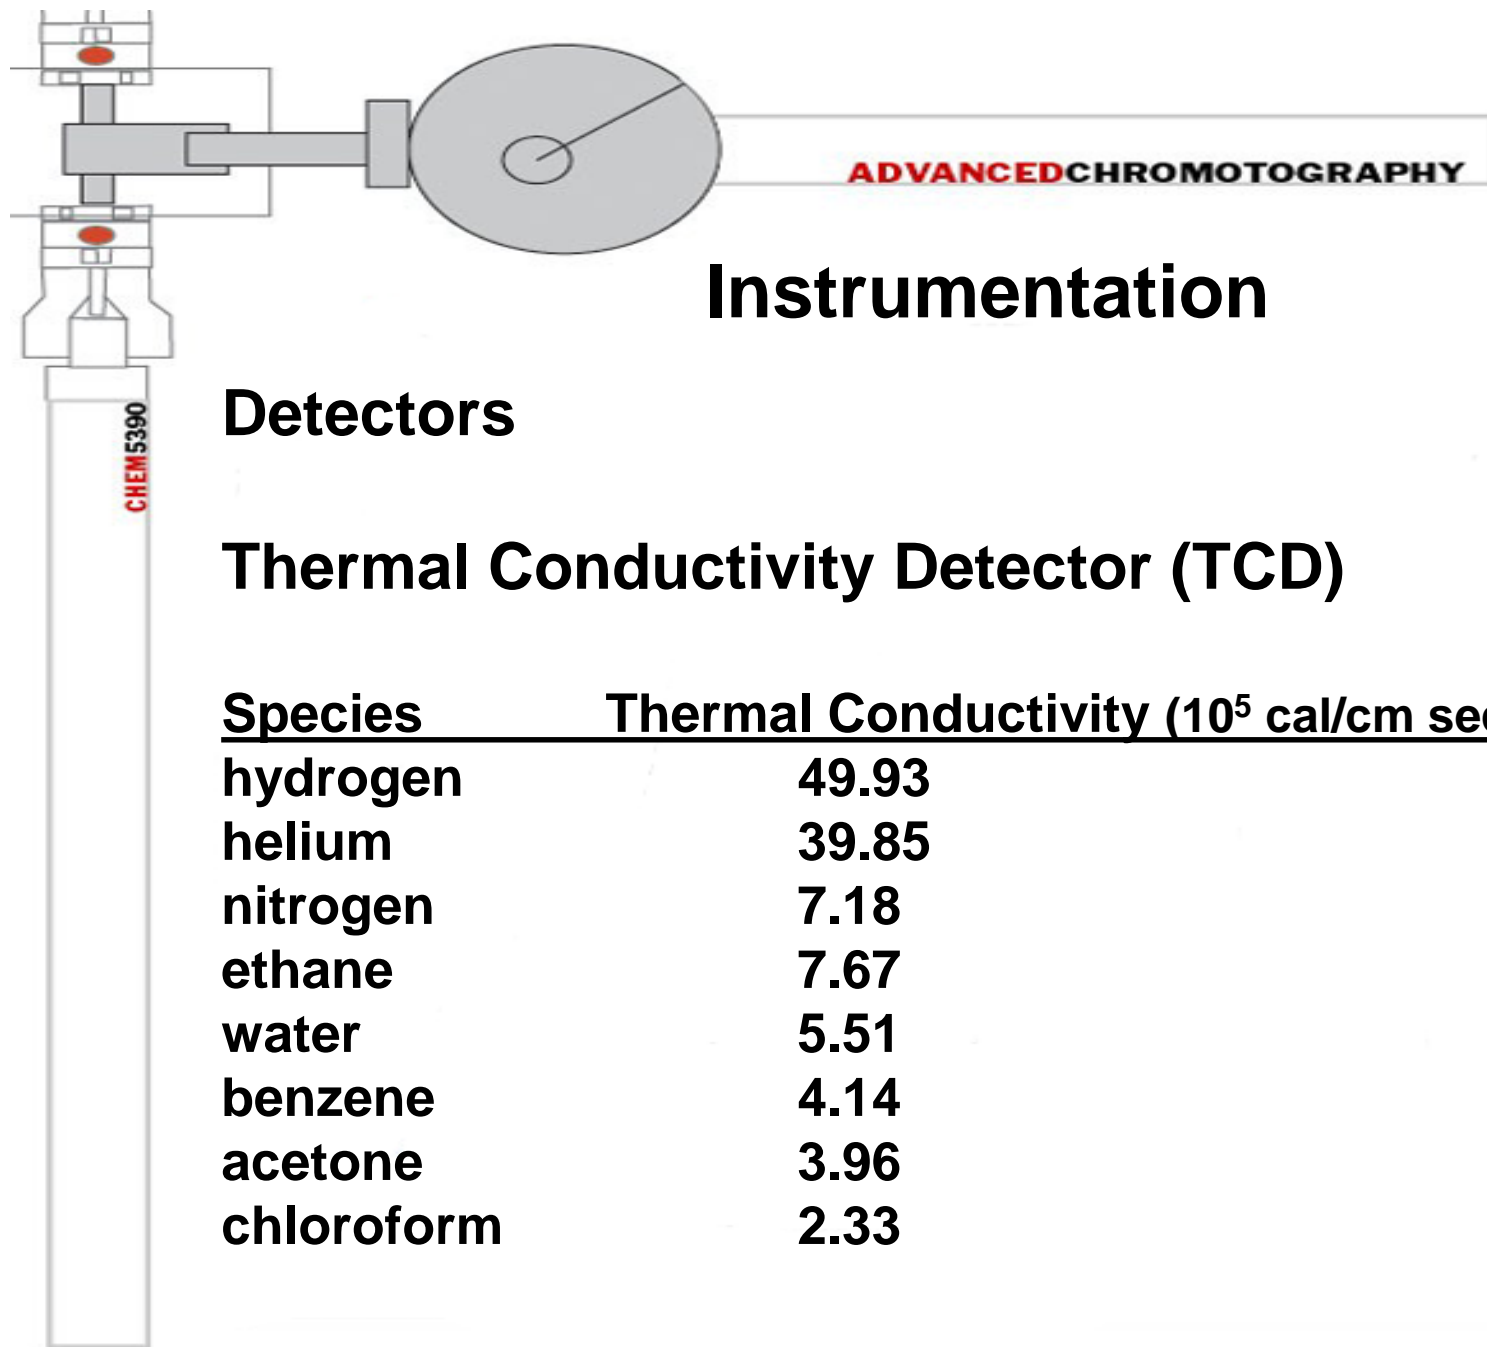 ADVANCEDCHROMOTOGRAPHY
Instrumentation
CHEM5390
Detectors
Thermal Conductivity Detector (TCD)
Species Thermal Conductivity (10⁵ cal/cm
hydrogen 49.93
helium 39.85
nitrogen 7.18
ethane 7.67
water 5.51
benzene 4.14
acetone 3.96
chloroform 2.33